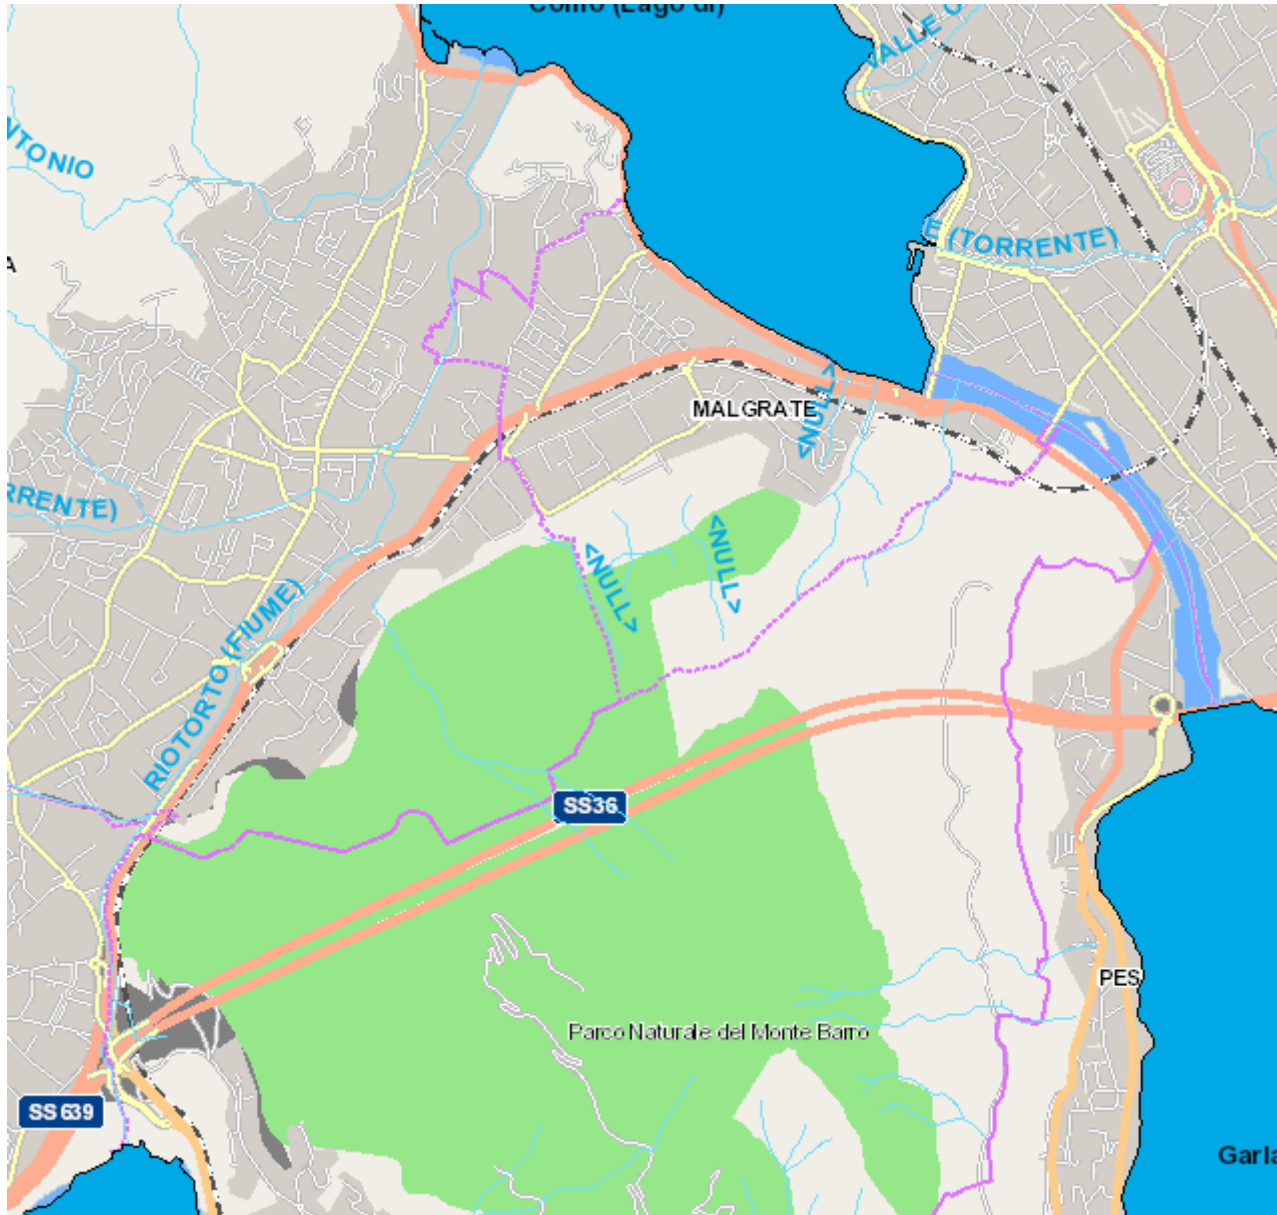 Como (Lago di)
VALLE
NTONIO
E (TORRENTE)
A
<NULL>
MALGRATE
RRENTE)
<NULL>
<NULL>
RIOTORTO (FIUME)
SS36
PES
Parco Naturale del Monte Barro
SS639
Garla